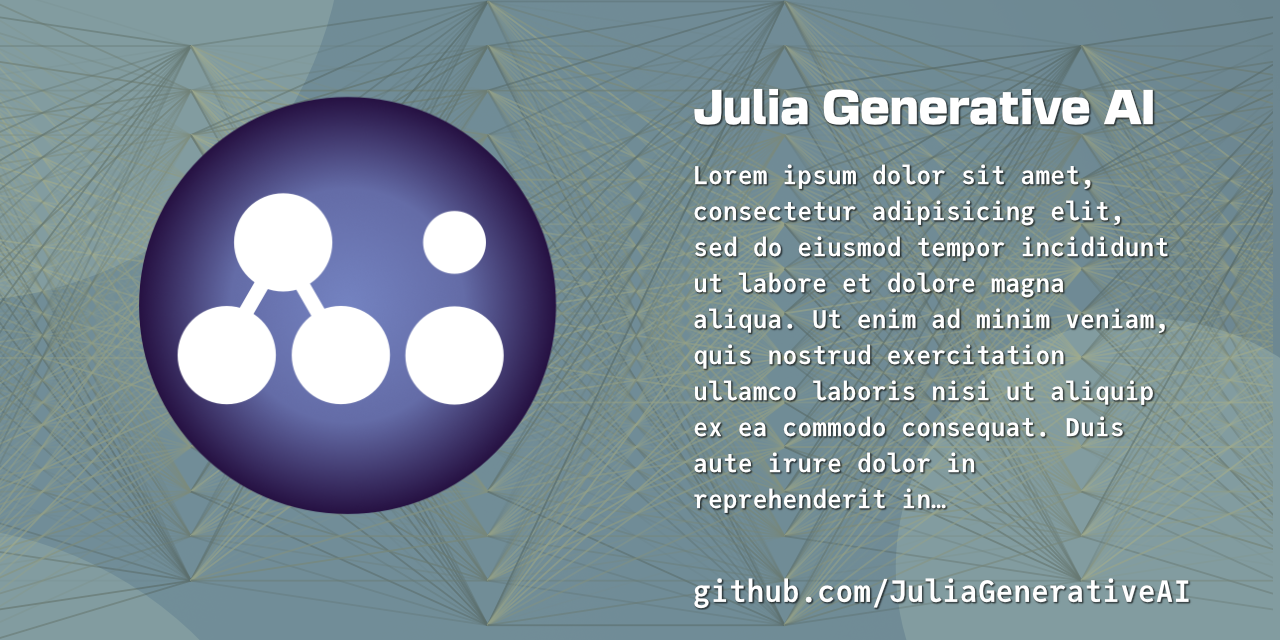 Julia Generative AI
Lorem ipsum dolor sit amet,
consectetur adipisicing elit,
sed do eiusmod tempor incididunt
ut labore et dolore magna
aliqua. Ut enim ad minim veniam,
quis nostrud exercitation
ullamco laboris nisi ut aliquip
ex ea commodo consequat. Duis
aute irure dolor in
reprehenderit in…
github.com/JuliaGenerativeAI